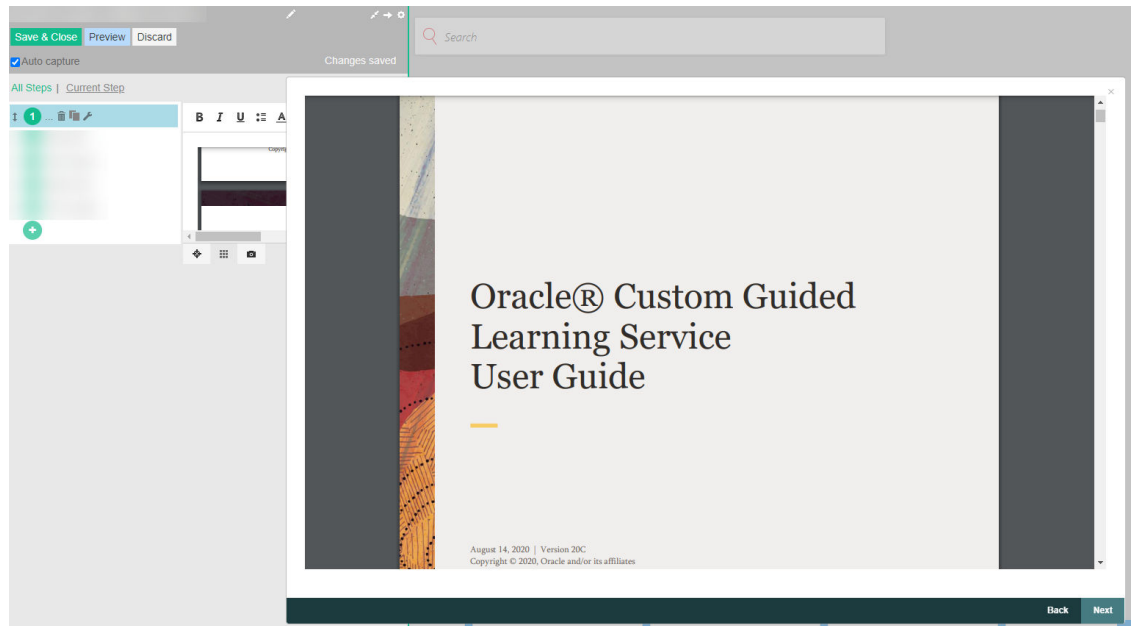 Save & Close Preview Discard
Auto capture
Changes saved
All Steps | Current Step
1 ...
B I U A
Search
×
Oracle® Custom Guided
Learning Service
User Guide
August 14, 2020 | Version 20C
Copyright © 2020, Oracle and/or its affiliates
Back Next